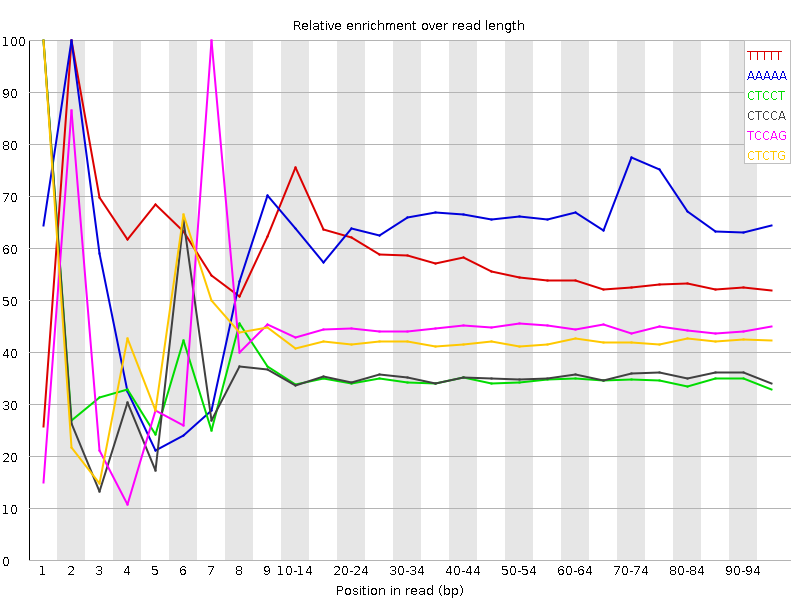 Relative enrichment over read length
100
90
80
70
60
50
40
30
20
10
0
TTTTT
AAAAA
CTCCT
CTCCA
TCCAG
CTCTG
1 2 3 4 5 6 7 8 9 10-14 20-24 30-34 40-44 50-54 60-64 70-74 80-84 90-94
Position in read (bp)